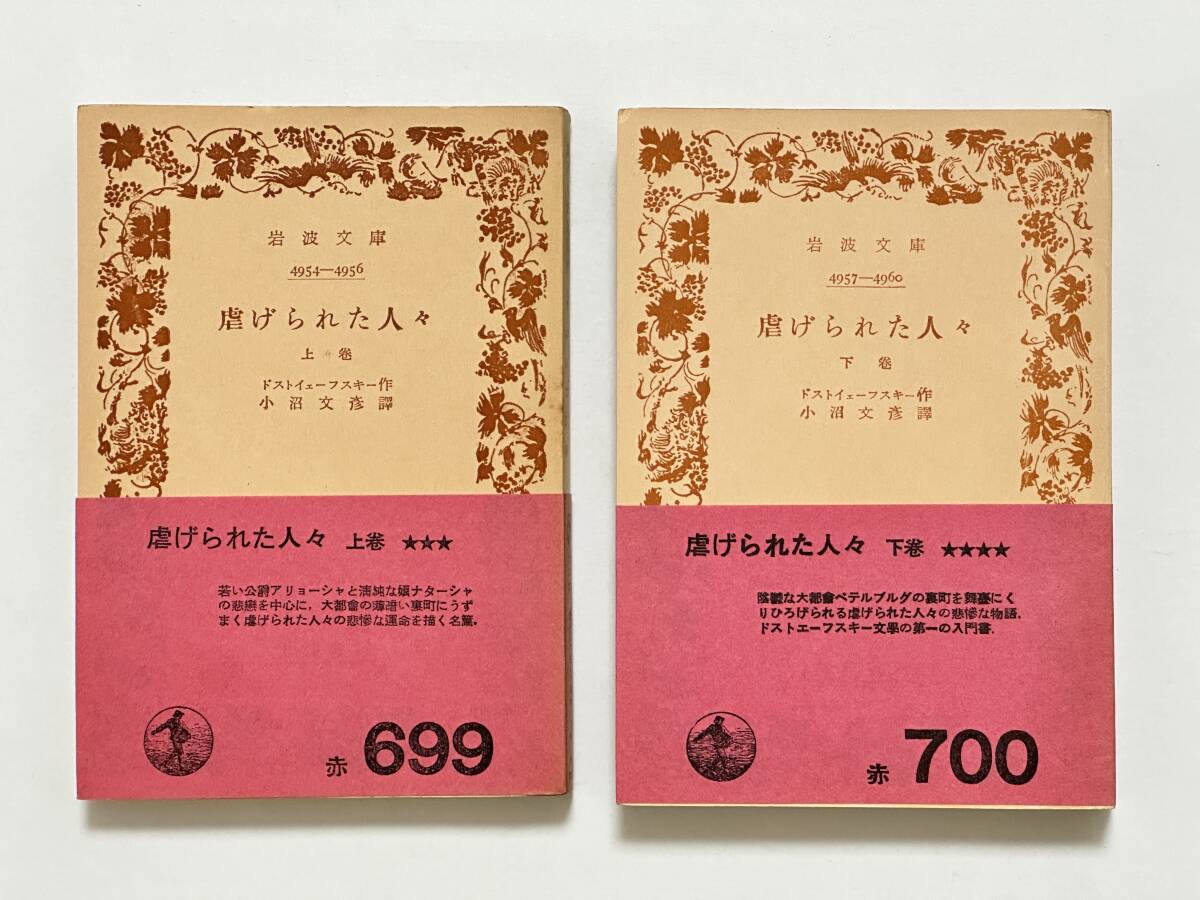 岩波文庫
4954—4956
虐げられた人々
上巻
ドストイェーフスキー作
小沼文彦譯
虐げられた人々 上巻 ★★★
若い公爵アリョーシャと清純な娘ナターシャ
の悲戀を中心に，大都會の薄暗い裏町にうず
まく虐げられた人々の悲惨な運命を描く名篇．
赤 699
岩波文庫
4957—4960
虐げられた人々
下巻
ドストイェーフスキー作
小沼文彦譯
虐げられた人々 下巻 ★★★★
陰鬱な大都會ペテルブルグの裏町を舞臺にく
りひろげられる虐げられた人々の悲惨な物語．
ドストエーフスキー文學の第一の入門書．
赤 700